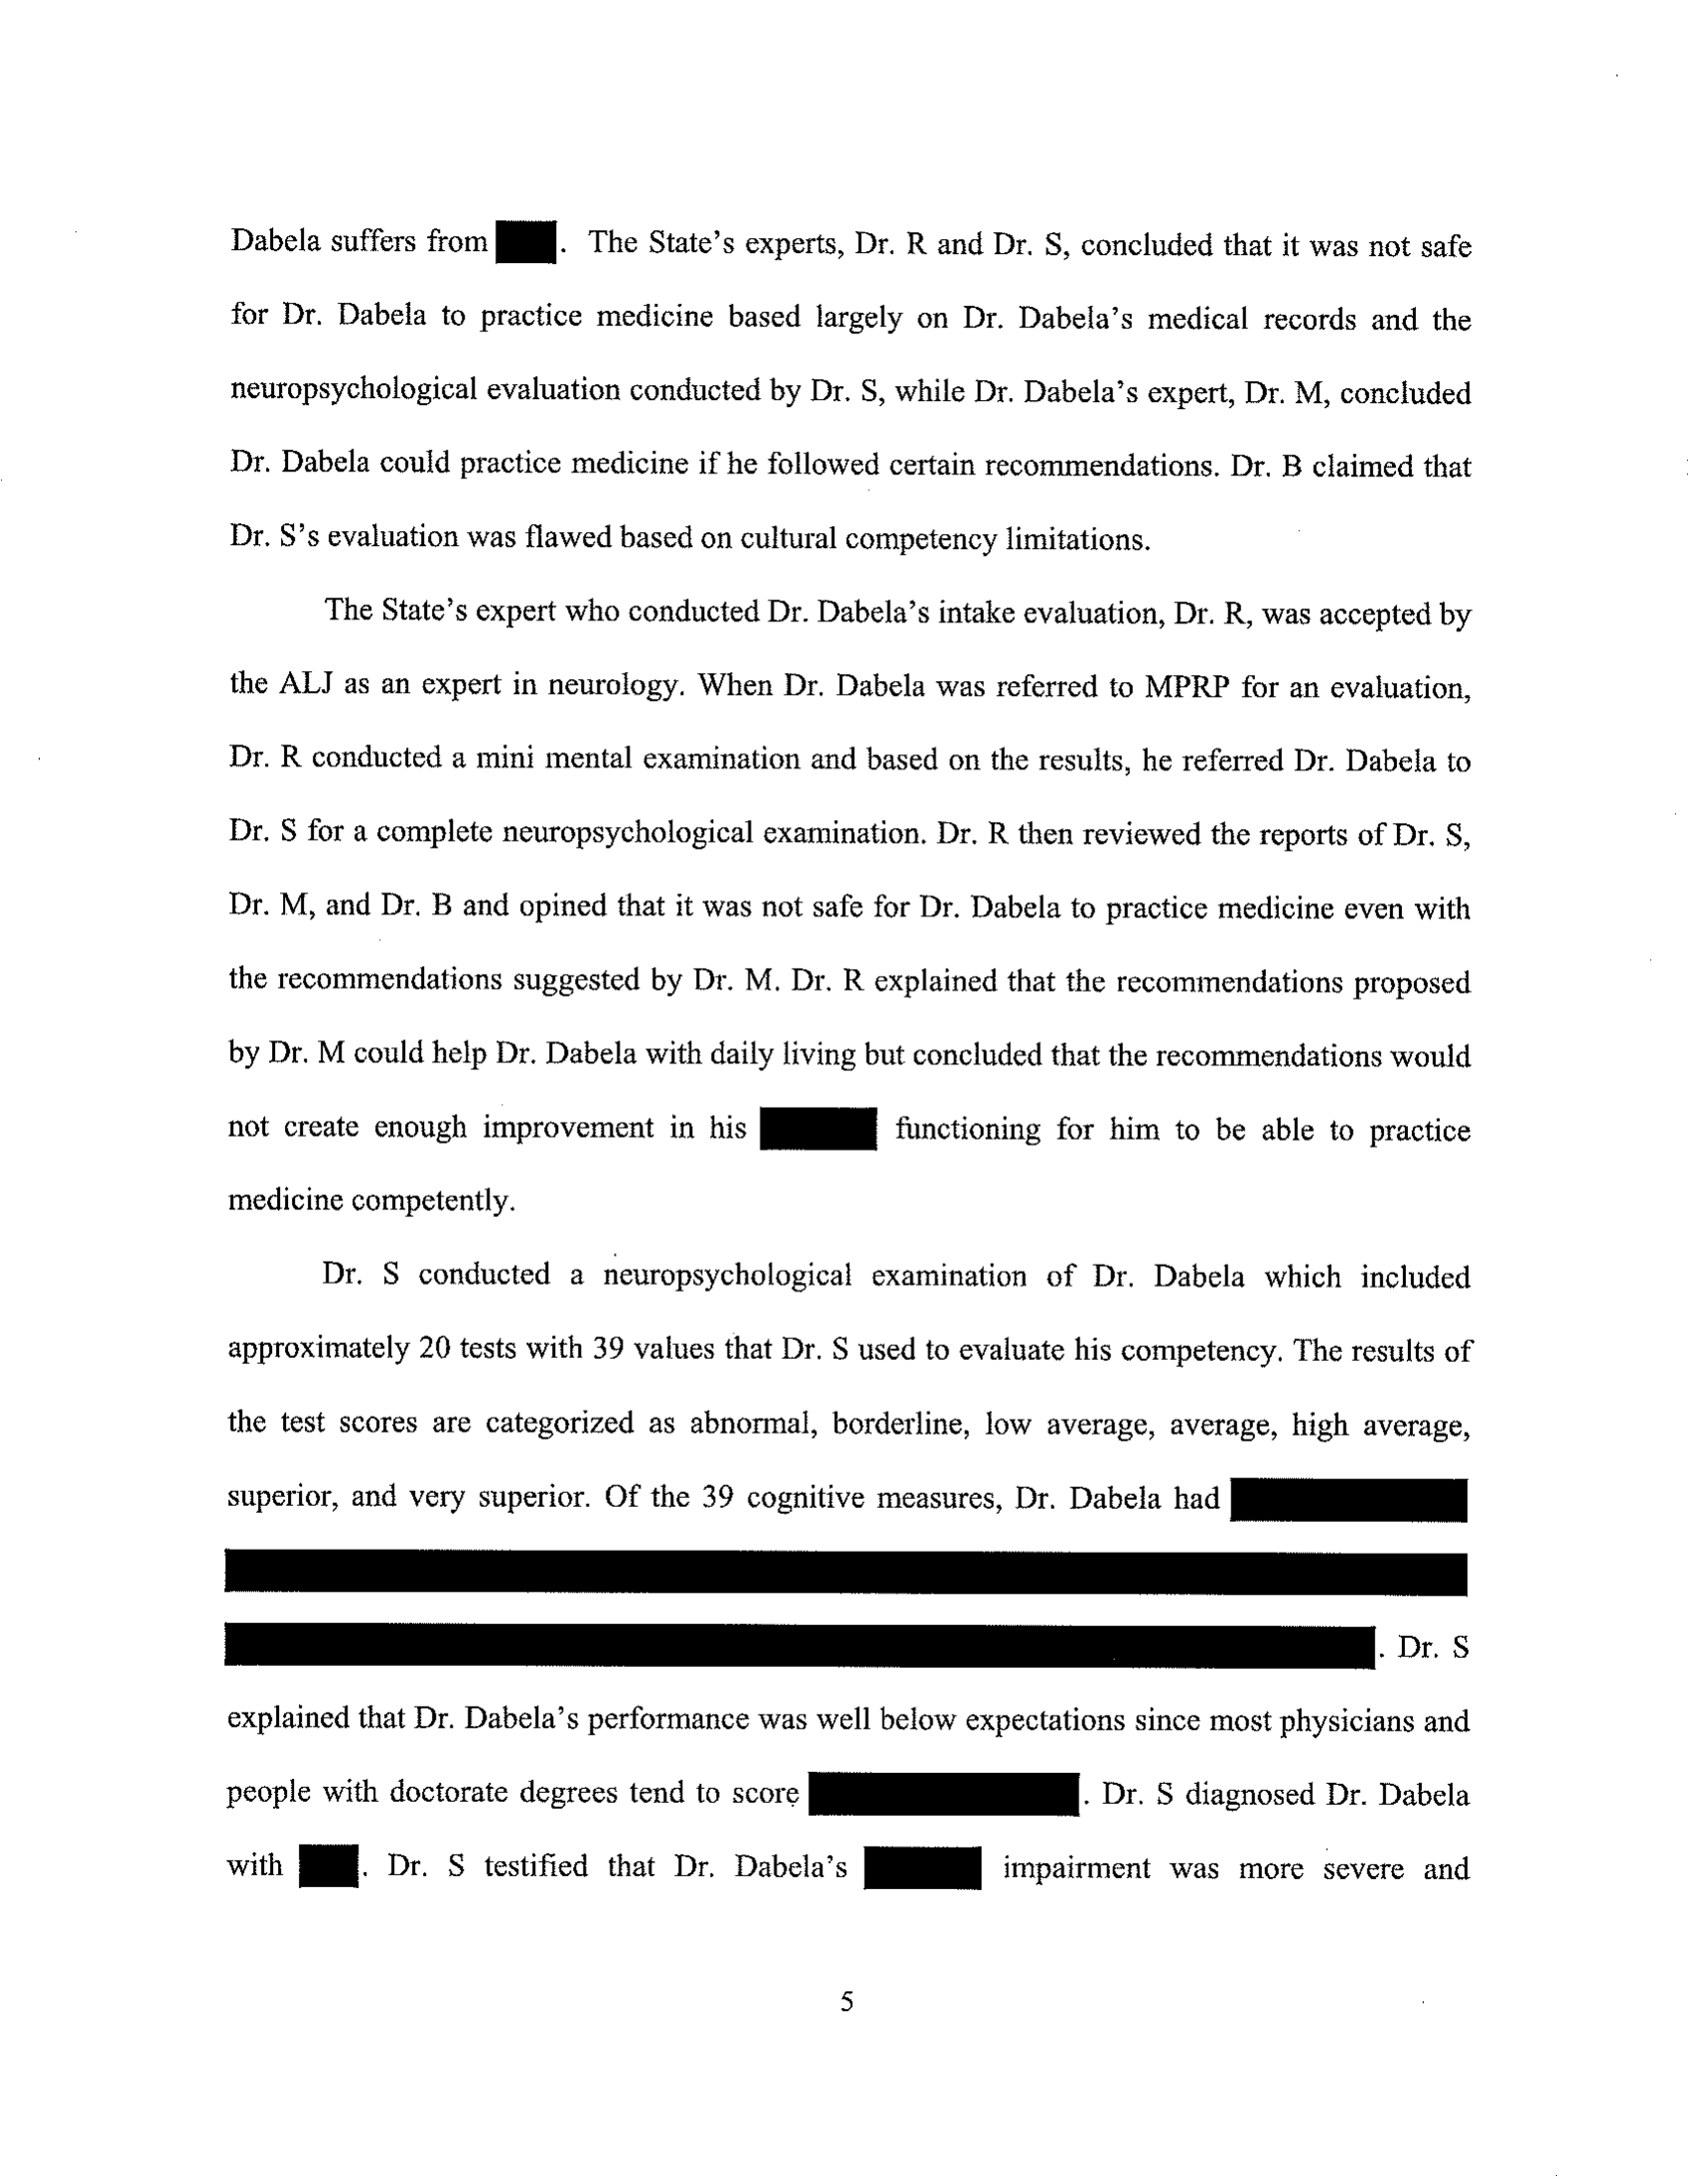 Dabela suffers from . The State's experts, Dr. R and Dr. S, concluded that it was not safe
for Dr. Dabela to practice medicine based largely on Dr. Dabela's medical records and the
neuropsychological evaluation conducted by Dr. S, while Dr. Dabela's expert, Dr. M, concluded
Dr. Dabela could practice medicine if he followed certain recommendations. Dr. B claimed that
Dr. S's evaluation was flawed based on cultural competency limitations.
The State's expert who conducted Dr. Dabela's intake evaluation, Dr. R, was accepted by
the ALJ as an expert in neurology. When Dr. Dabela was referred to MPRP for an evaluation,
Dr. R conducted a mini mental examination and based on the results, he referred Dr. Dabela to
Dr. S for a complete neuropsychological examination. Dr. R then reviewed the reports of Dr. S,
Dr. M, and Dr. B and opined that it was not safe for Dr. Dabela to practice medicine even with
the recommendations suggested by Dr. M. Dr. R explained that the recommendations proposed
by Dr. M could help Dr. Dabela with daily living but concluded that the recommendations would
not create enough improvement in his functioning for him to be able to practice
medicine competently.
Dr. S conducted a neuropsychological examination of Dr. Dabela which included
approximately 20 tests with 39 values that Dr. S used to evaluate his competency. The results of
the test scores are categorized as abnormal, borderline, low average, average, high average,
superior, and very superior. Of the 39 cognitive measures, Dr. Dabela had
. Dr. S
explained that Dr. Dabela's performance was well below expectations since most physicians and
people with doctorate degrees tend to score . Dr. S diagnosed Dr. Dabela
with . Dr. S testified that Dr. Dabela's impairment was more severe and
5